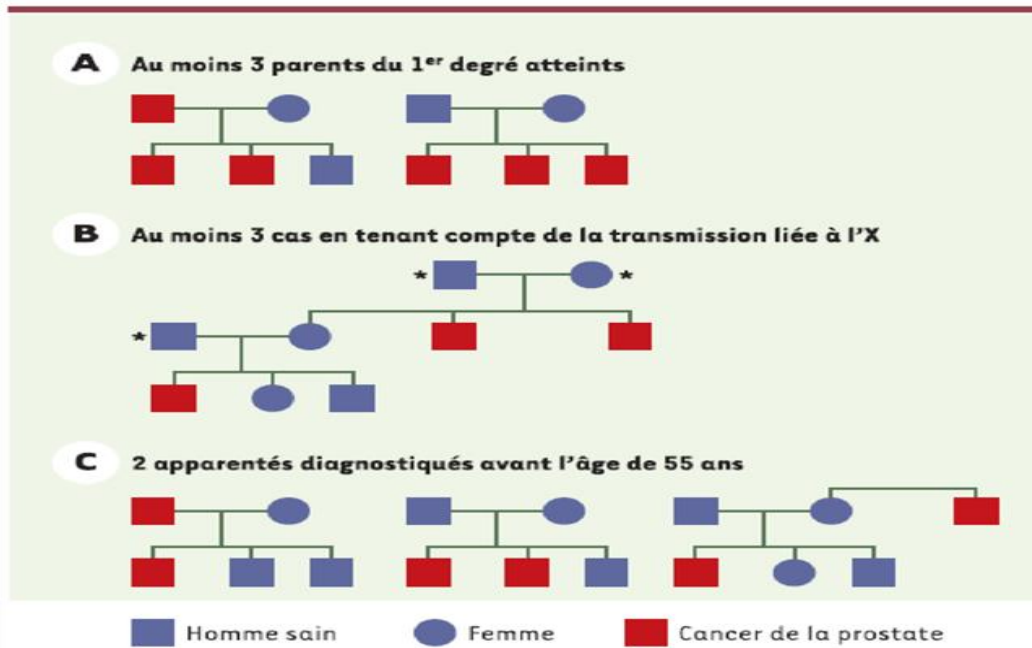 A Au moins 3 parents du 1er degré atteints
B Au moins 3 cas en tenant compte de la transmission liée à l'X
* *
*
C 2 apparentés diagnostiqués avant l'âge de 55 ans
Homme sain Femme Cancer de la prostate